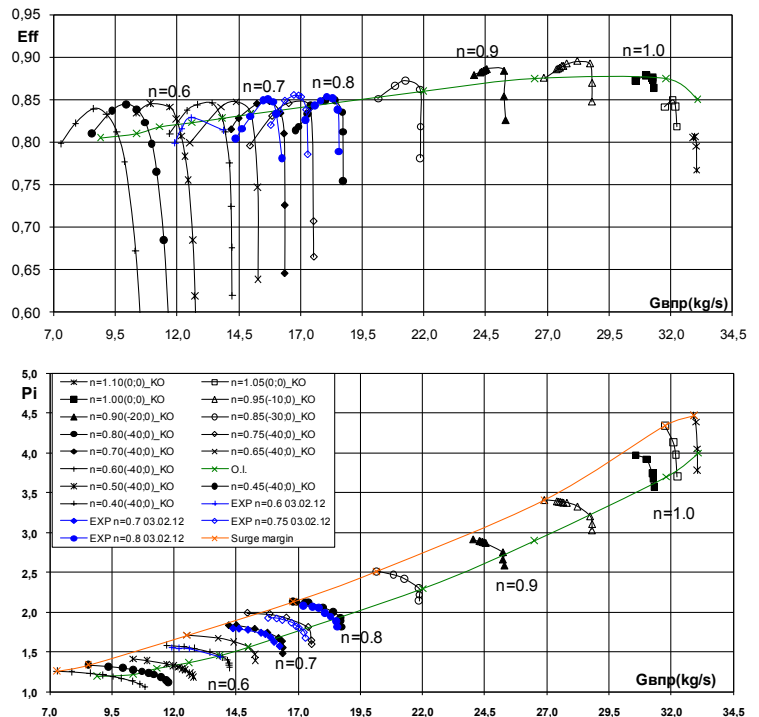 0,95
Eff
0,90
0,85
0,80
0,75
0,70
0,65
0,60
n=0.6
n=0.7
n=0.8
n=0.9
n=1.0
Gвпр(kg/s)
7,0 9,5 12,0 14,5 17,0 19,5 22,0 24,5 27,0 29,5 32,0 34,5
5,0
Pi
4,5
4,0
3,5
3,0
2,5
2,0
1,5
1,0
n=1.10(0;0)_KO n=1.05(0;0)_KO
n=1.00(0;0)_KO n=0.95(-10;0)_KO
n=0.90(-20;0)_KO n=0.85(-30;0)_KO
n=0.80(-40;0)_KO n=0.75(-40;0)_KO
n=0.70(-40;0)_KO n=0.65(-40;0)_KO
n=0.60(-40;0)_KO O.I.
n=0.50(-40;0)_KO n=0.45(-40;0)_KO
n=0.40(-40;0)_KO EXP n=0.6 03.02.12
EXP n=0.7 03.02.12 EXP n=0.75 03.02.12
EXP n=0.8 03.02.12 Surge margin
n=1.0
n=0.9
n=0.8
n=0.7
n=0.6
Gвпр(kg/s)
7,0 9,5 12,0 14,5 17,0 19,5 22,0 24,5 27,0 29,5 32,0 34,5